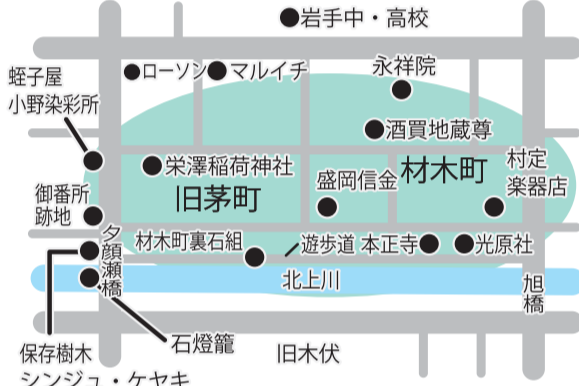 岩手中・高校
ローソン
マルイチ
永祥院
蛭子屋
小野染彩所
酒買地蔵尊
栄澤稲荷神社
盛岡信金
材木町
村定
楽器店
旧茅町
御番所
跡地
夕顔瀬橋
材木町裏石組
遊歩道
本正寺
光原社
北上川
旭橋
石燈籠
旧木伏
保存樹木
シンジュ・ケヤキ